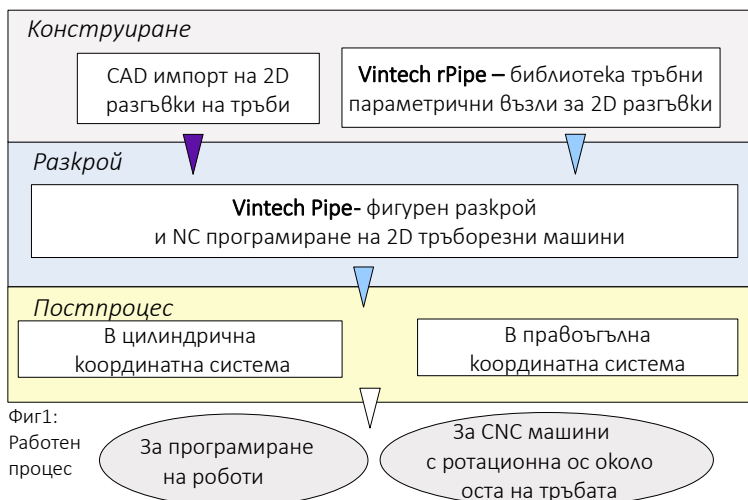 Конструиране
CAD импорт на 2D
разгъвки на тръби
Vintech rPipe – библиотека тръбни
параметрични възли за 2D разгъвки
Разкрой
Vintech Pipe- фигурен разкрой
и NC програмиране на 2D тръборезни машини
Постпроцес
В цилиндрична
координатна система
В правоъгълна
координатна система
Фиг1:
Работен
процес
За програмиране
на роботи
За CNC машини
с ротационна ос около
оста на тръбата